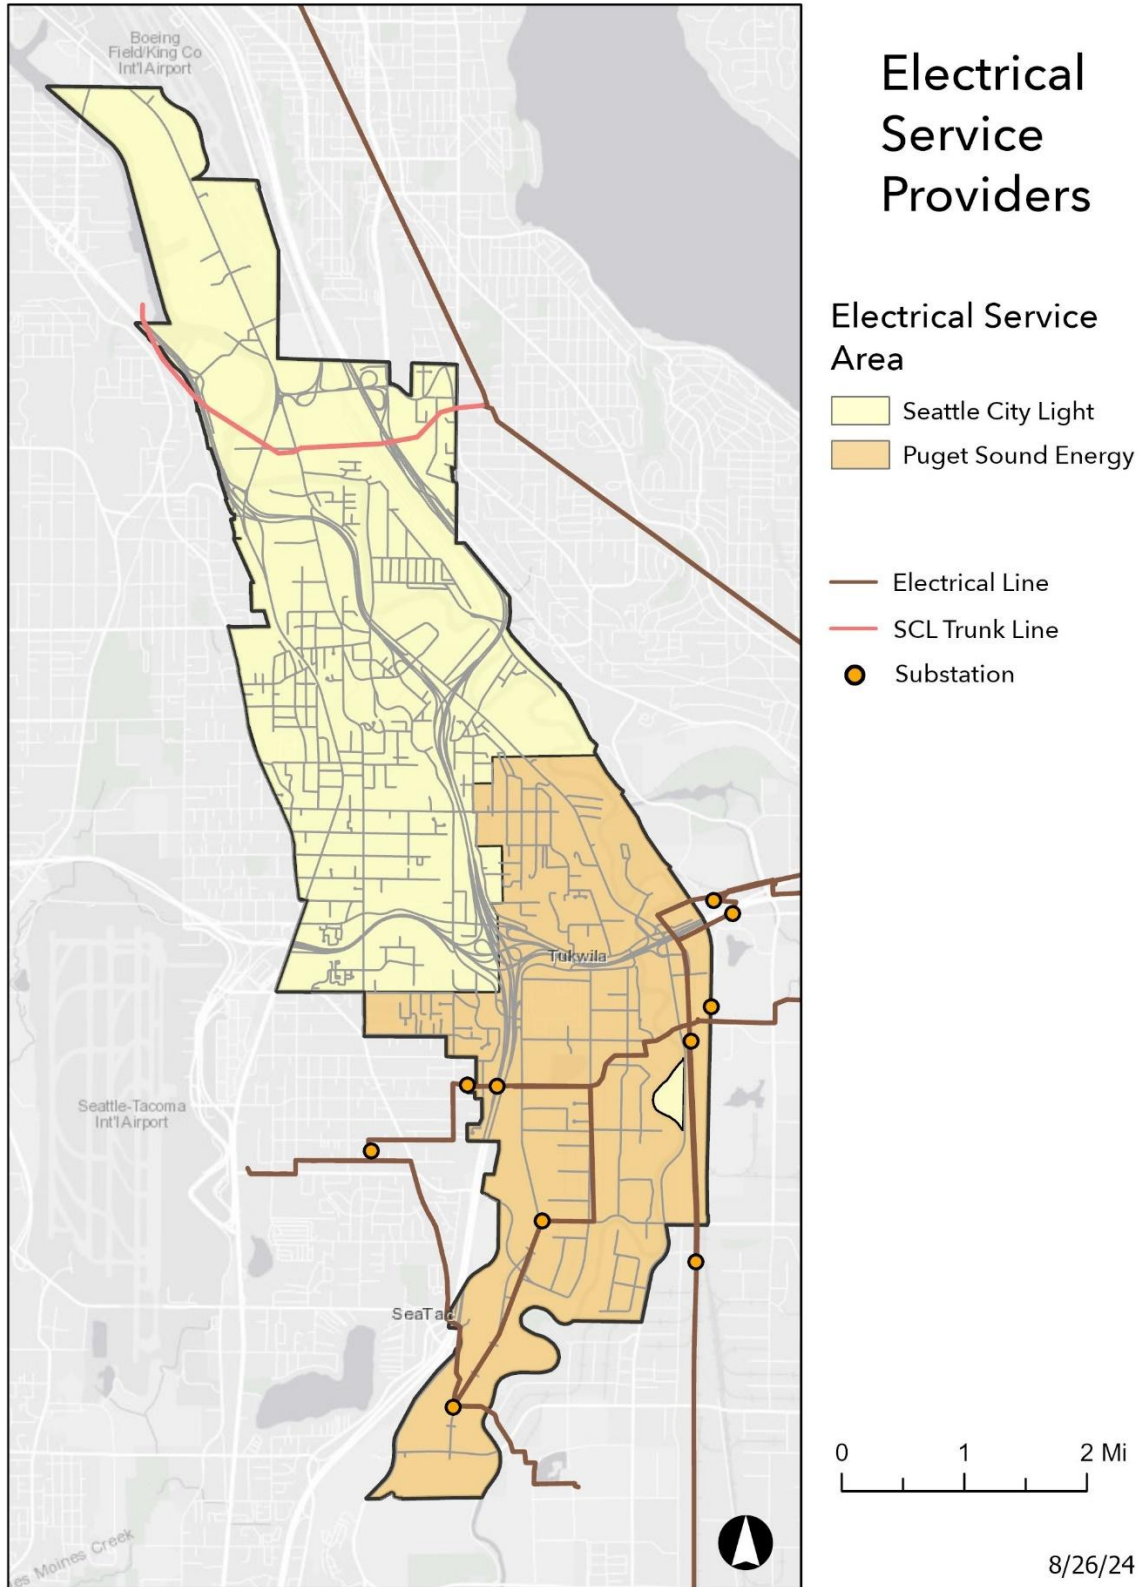 Boeing
Field/King Co
Int'l Airport
Electrical
Service
Providers
Electrical Service
Area
Seattle City Light
Puget Sound Energy
Electrical Line
SCL Trunk Line
Substation
Tukwila
Seattle-Tacoma
Int'l Airport
SeaTac
es Moines Creek
0 1 2 Mi
8/26/24